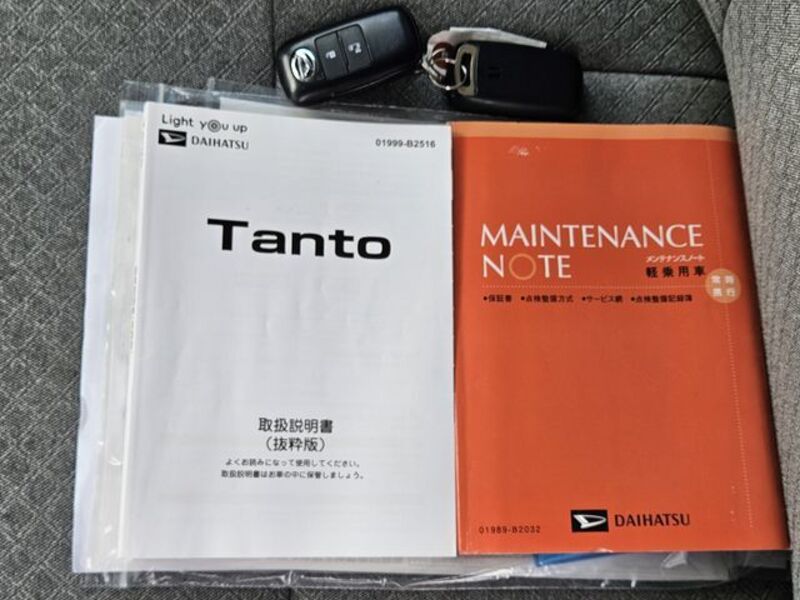 Light you up
DAIHATSU
01999-B2516
Tanto
取扱説明書
（抜粋版）
よくお読みになって使用してください。
取扱説明書はお車の中に保管しましょう。
MAINTENANCE
NOTE
メンテナンスノート
軽乗用車
•保証書 •点検整備方式 •サービス網 •点検整備記録簿
01989-B2032
DAIHATSU